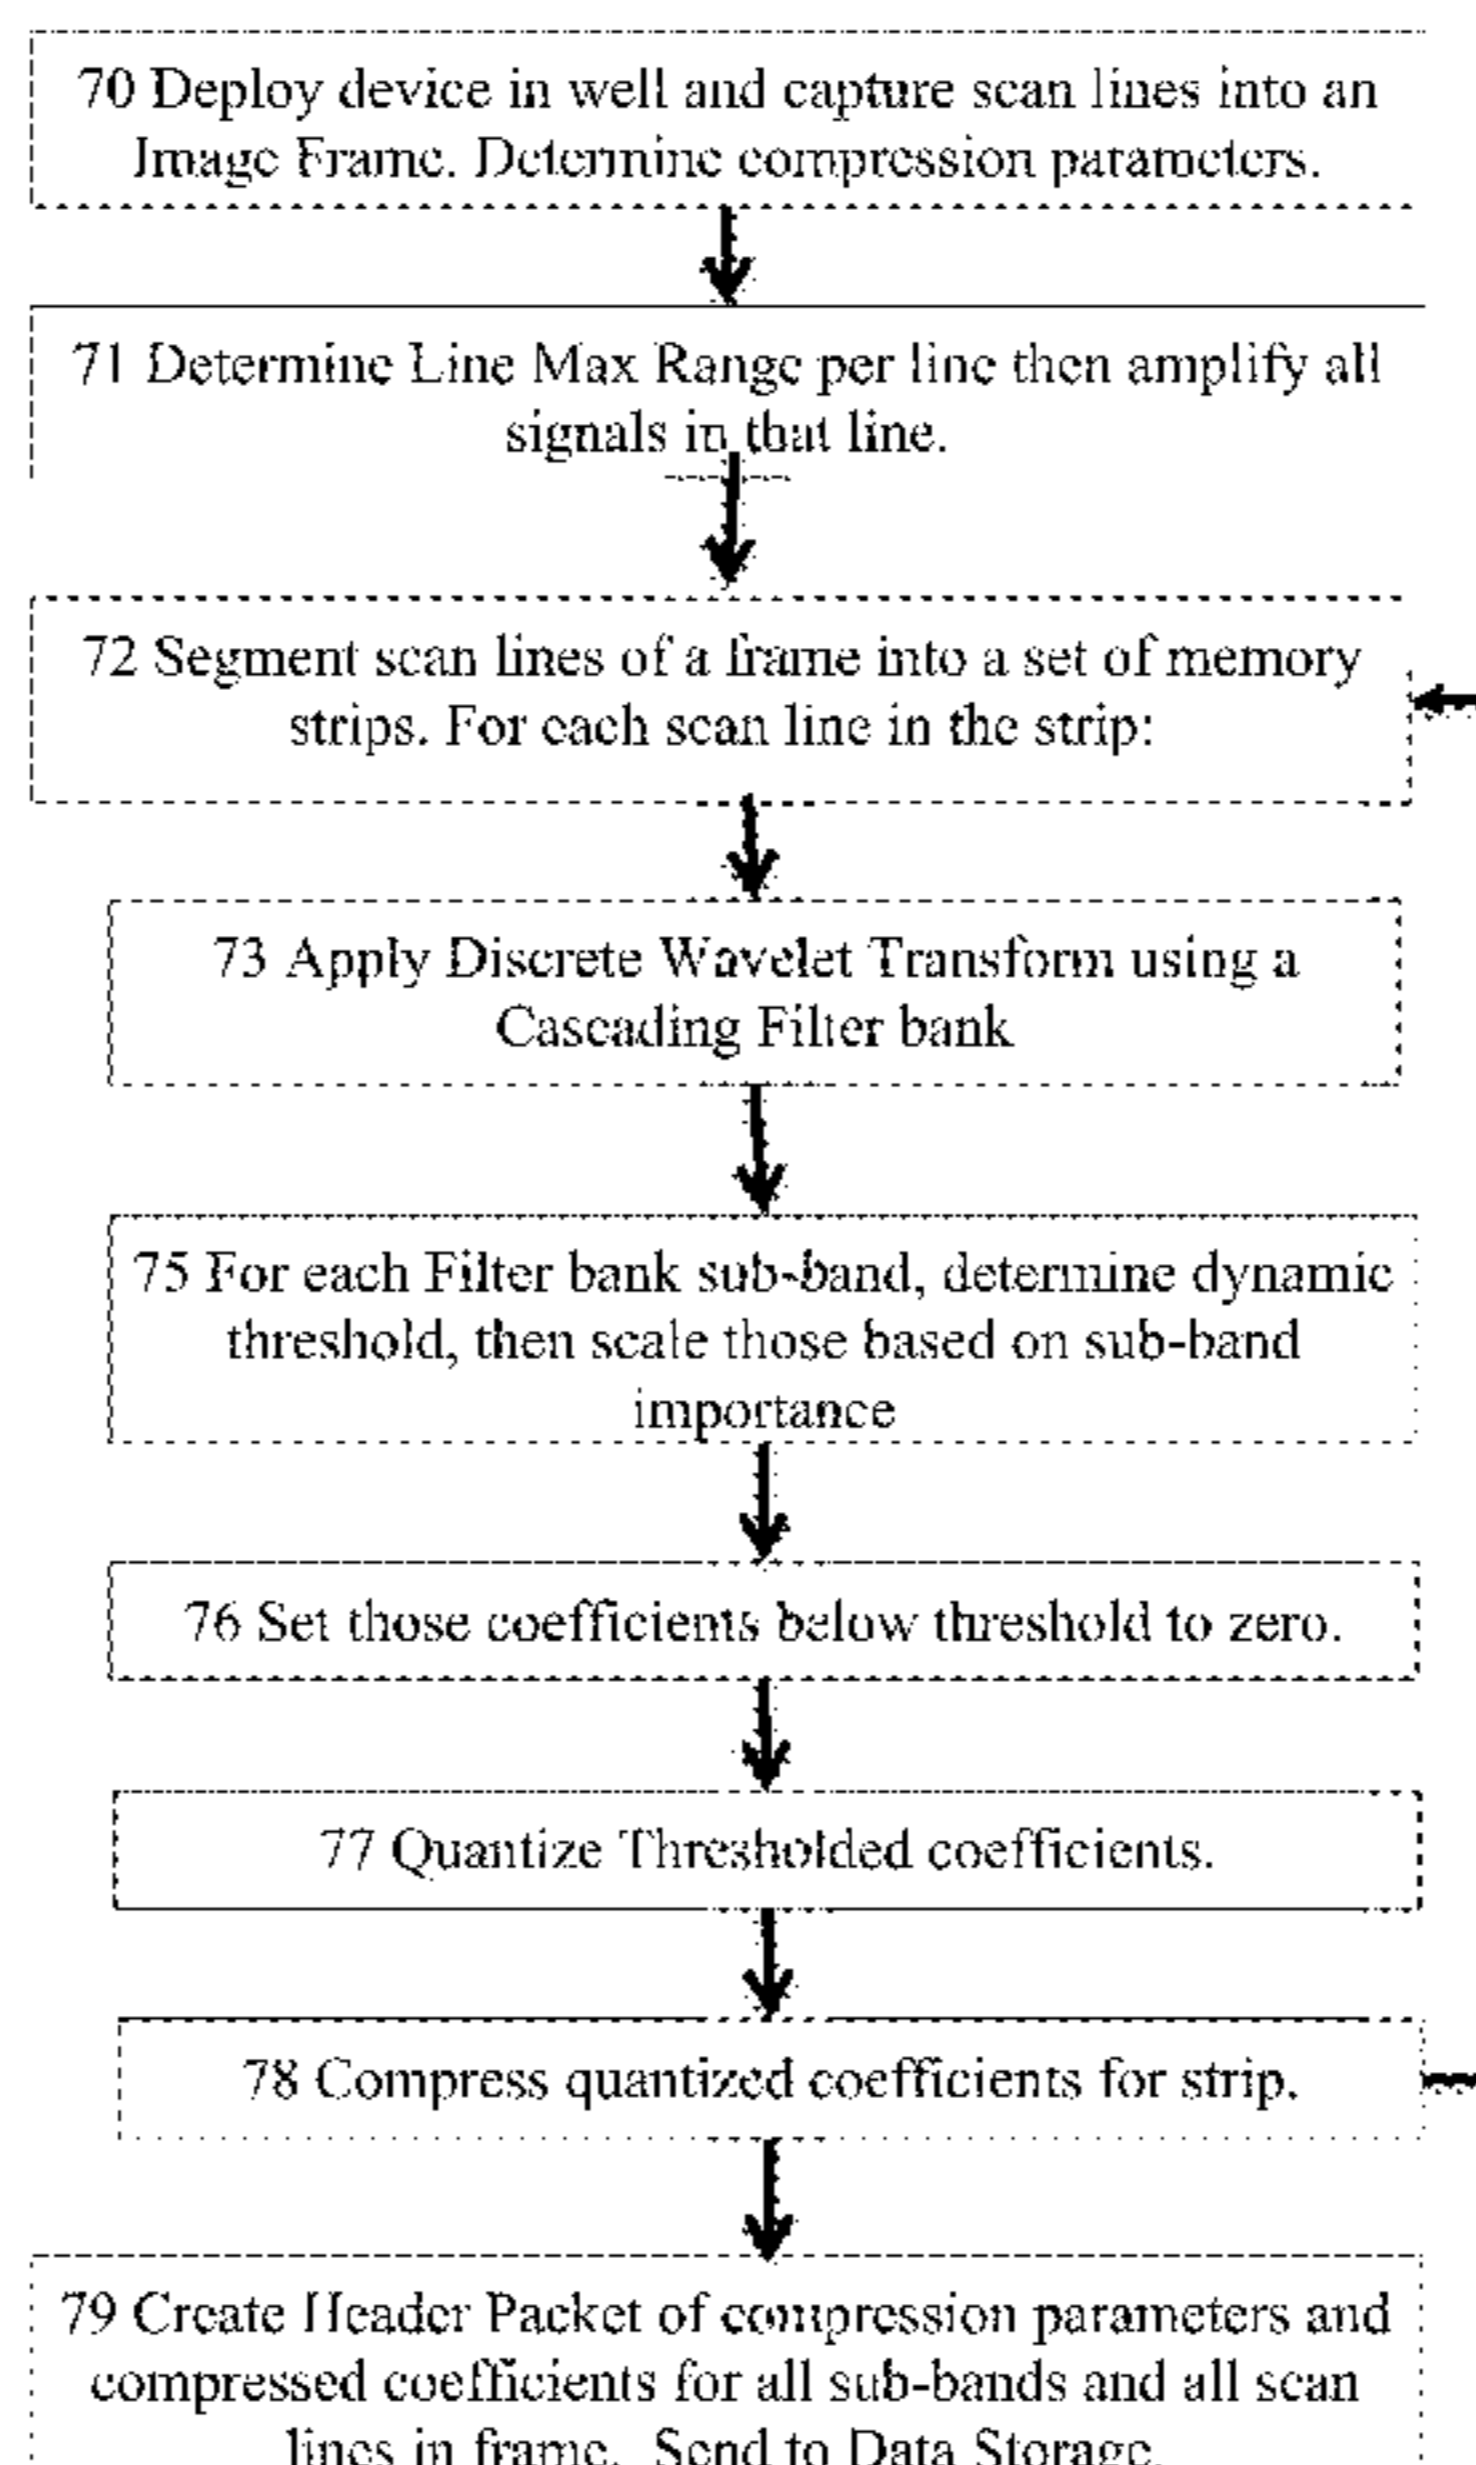 70 Deploy device in well and capture scan lines into an
Image Frame. Determine compression parameters.
71 Determine Line Max Range per line then amplify all
signals in that line.
72 Segment scan lines of a frame into a set of memory
strips. For each scan line in the strip:
73 Apply Discrete Wavelet Transform using a
Cascading Filter bank
75 For each Filter bank sub-band, determine dynamic
threshold, then scale those based on sub-band
importance
76 Set those coefficients below threshold to zero.
77 Quantize Thresholded coefficients.
78 Compress quantized coefficients for strip.
79 Create Header Packet of compression parameters and
compressed coefficients for all sub-bands and all scan
lines in frame. Send to Data Storage.